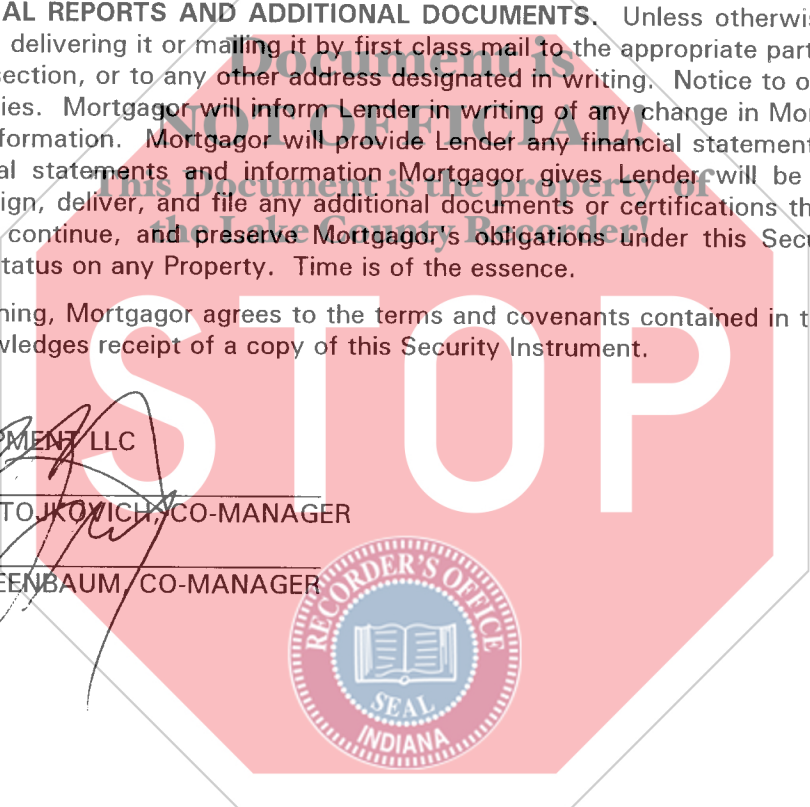 AL REPORTS AND ADDITIONAL DOCUMENTS. Unless otherwis
delivering it or mailing it by first class mail to the appropriate part
section, or to any other address designated in writing. Notice to o
ies. Mortgagor will inform Lender in writing of any change in Mor
nformation. Mortgagor will provide Lender any financial statement
al statements and information Mortgagor gives Lender will be
ign, deliver, and file any additional documents or certifications th
continue, and preserve Mortgagor's obligations under this Secu
tatus on any Property. Time is of the essence.
ning, Mortgagor agrees to the terms and covenants contained in t
wledges receipt of a copy of this Security Instrument.
PMENT LLC
TOJKOVICH, CO-MANAGER
EENBAUM, CO-MANAGER
Document is
NOT OFFICIAL!
This Document is the property of
the Lake County Recorder!
STOP
RECORDER'S OFFICE
SEAL
INDIANA